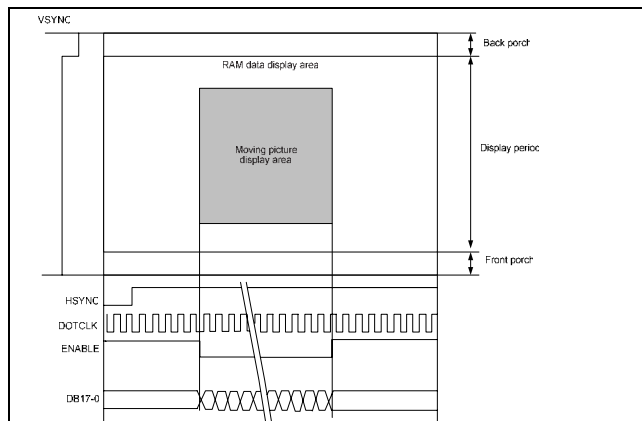 VSYNC
Back porch
RAM data display area
Moving picture
display area
Display period
Front porch
HSYNC
DOTCLK
ENABLE
DB17-0